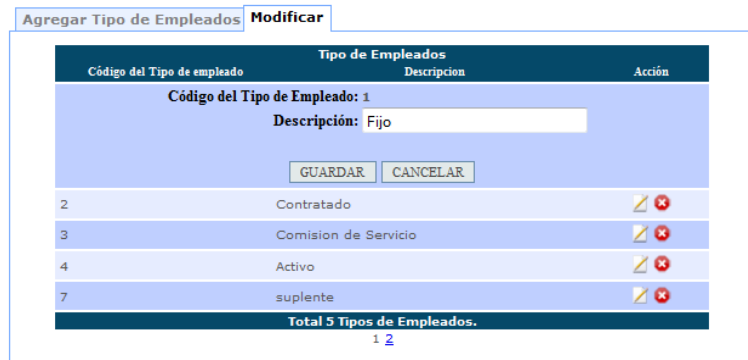 Agregar Tipo de Empleados Modificar
Tipo de Empleados
Código del Tipo de empleado Descripcion Acción
Código del Tipo de Empleado: 1
Descripción: Fijo
GUARDAR CANCELAR
2 Contratado
3 Comision de Servicio
4 Activo
7 suplente
Total 5 Tipos de Empleados.
1 2